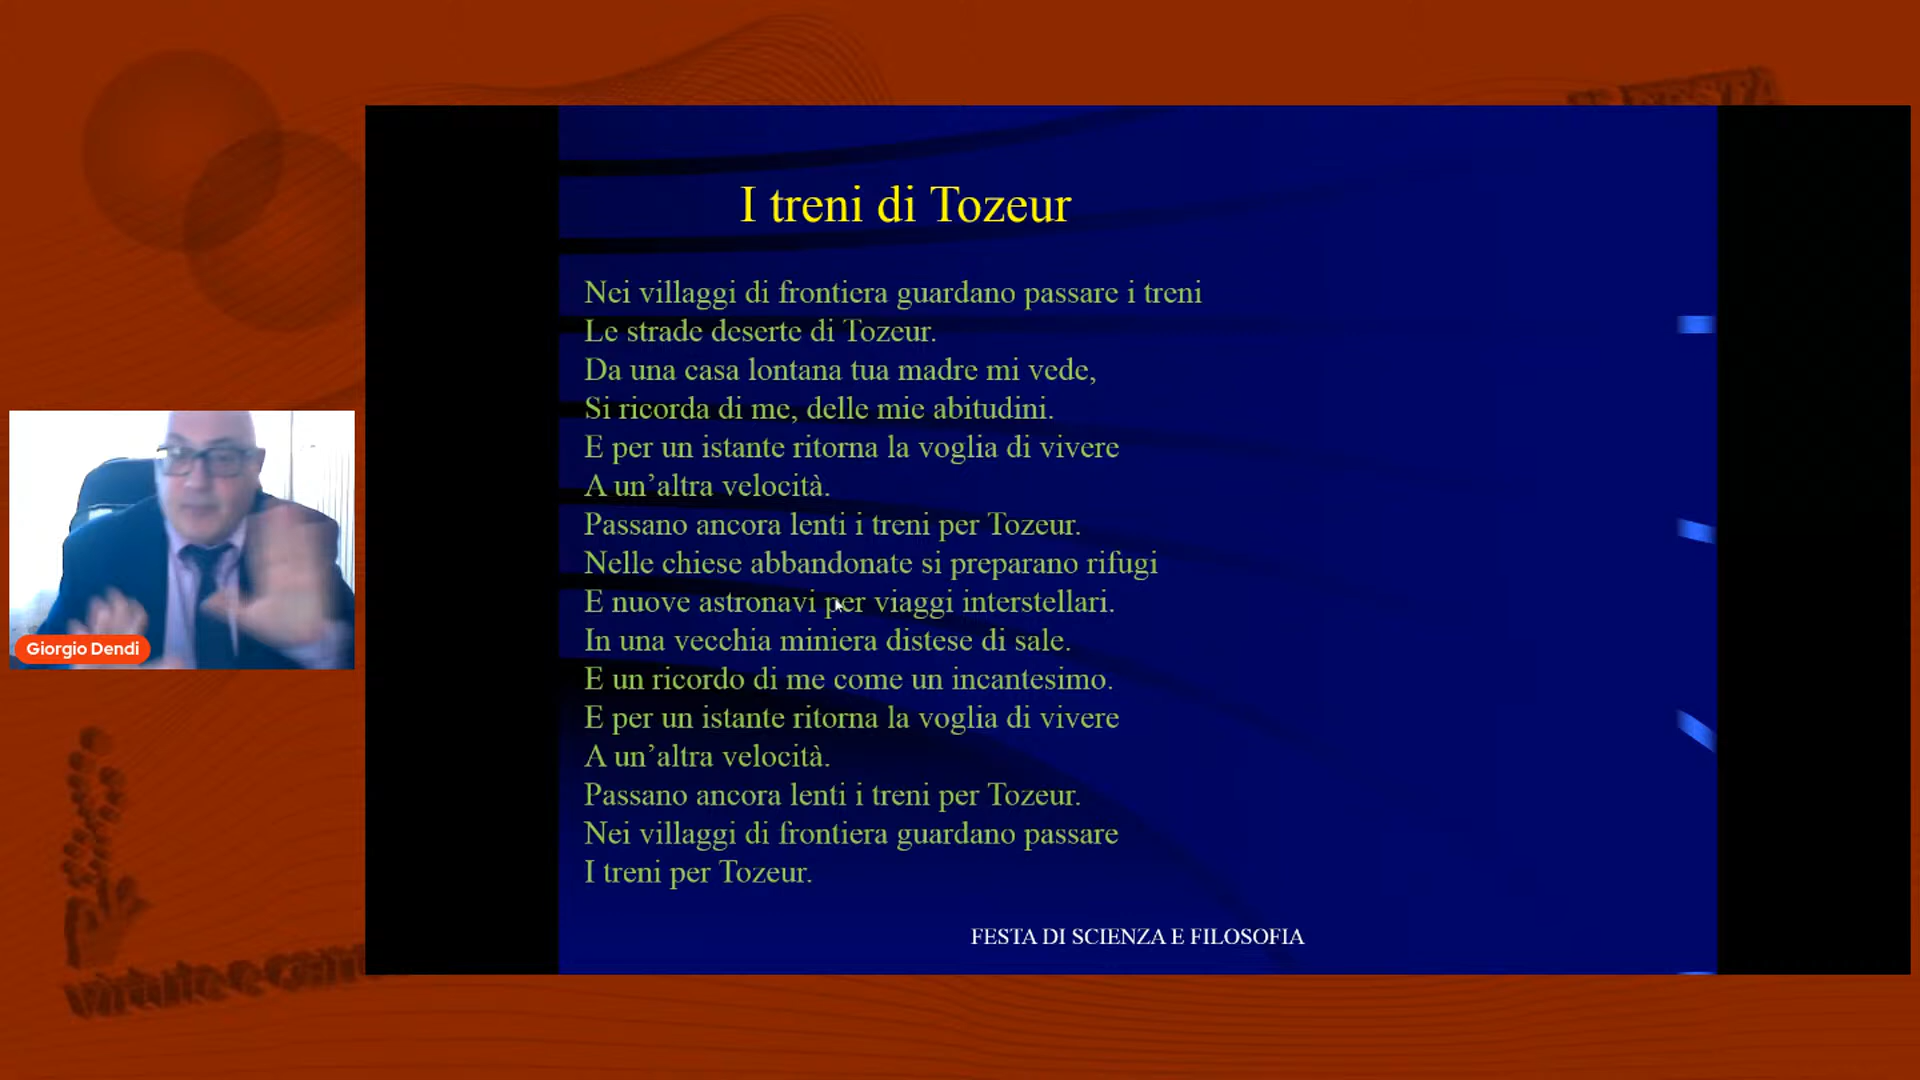 I treni di Tozeur
Nei villaggi di frontiera guardano passare i treni
Le strade deserte di Tozeur.
Da una casa lontana tua madre mi vede,
Si ricorda di me, delle mie abitudini.
E per un istante ritorna la voglia di vivere
A un’altra velocità.
Passano ancora lenti i treni per Tozeur.
Nelle chiese abbandonate si preparano rifugi
E nuove astronavi per viaggi interstellari.
In una vecchia miniera distese di sale.
E un ricordo di me come un incantesimo.
E per un istante ritorna la voglia di vivere
A un’altra velocità.
Passano ancora lenti i treni per Tozeur.
Nei villaggi di frontiera guardano passare
I treni per Tozeur.
FESTA DI SCIENZA E FILOSOFIA
Giorgio Dendi